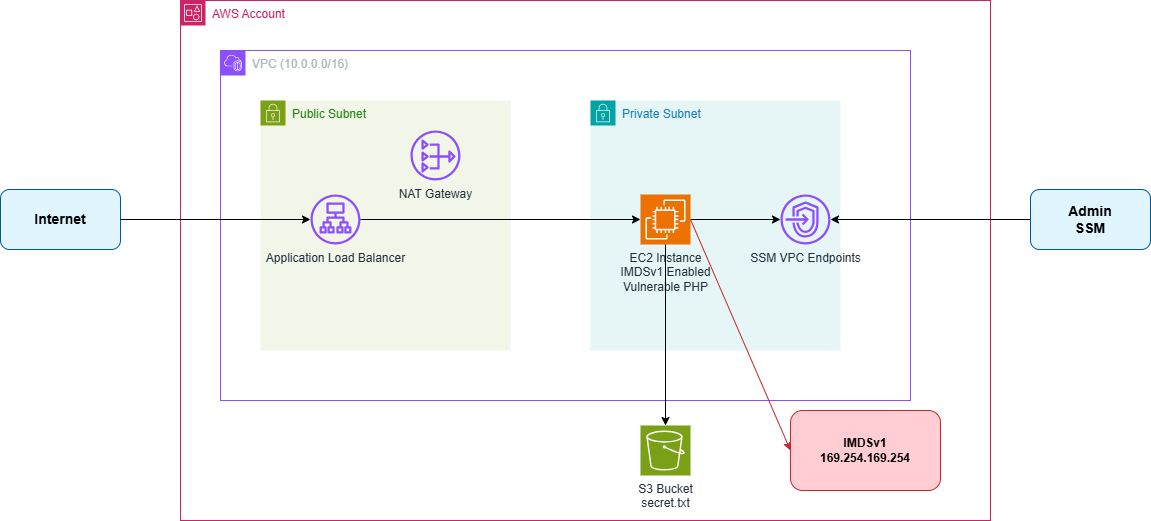 AWS Account
VPC (10.0.0.0/16)
Public Subnet
Private Subnet
NAT Gateway
Internet
Admin
SSM
Application Load Balancer
EC2 Instance
IMDSv1 Enabled
Vulnerable PHP
SSM VPC Endpoints
IMDSv1
169.254.169.254
S3 Bucket
secret.txt